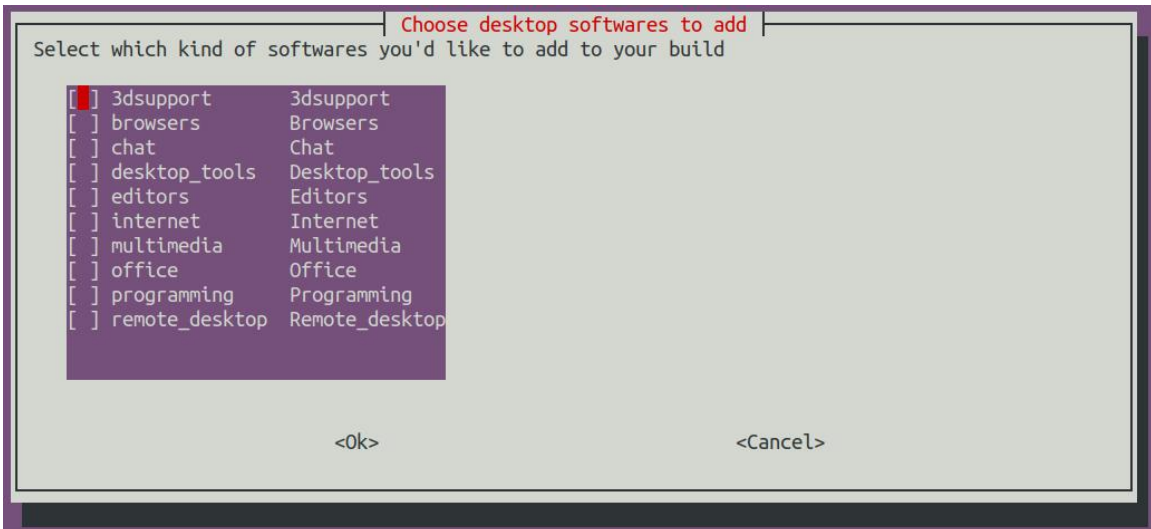 Choose desktop softwares to add
Select which kind of softwares you'd like to add to your build
[ ] 3dsupport 3dsupport
[ ] browsers Browsers
[ ] chat Chat
[ ] desktop_tools Desktop_tools
[ ] editors Editors
[ ] internet Internet
[ ] multimedia Multimedia
[ ] office Office
[ ] programming Programming
[ ] remote_desktop Remote_desktop
<Ok> <Cancel>